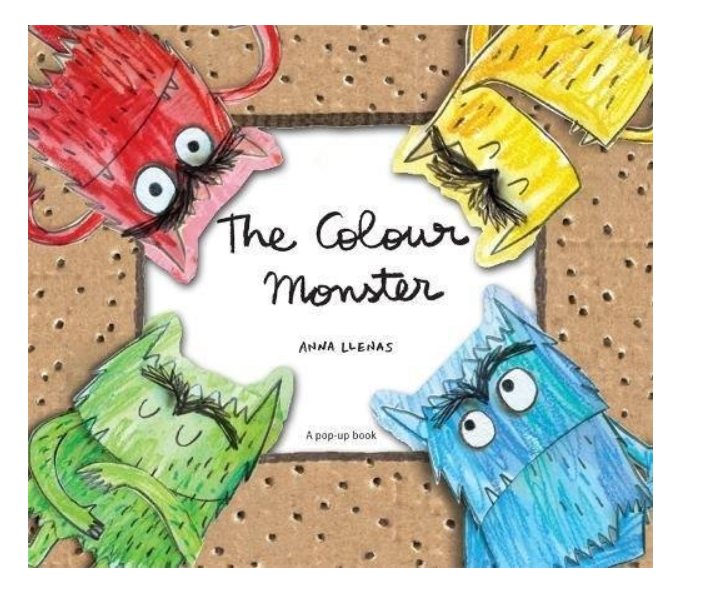 The Colour
Monster
ANNA LLENAS
A pop-up book